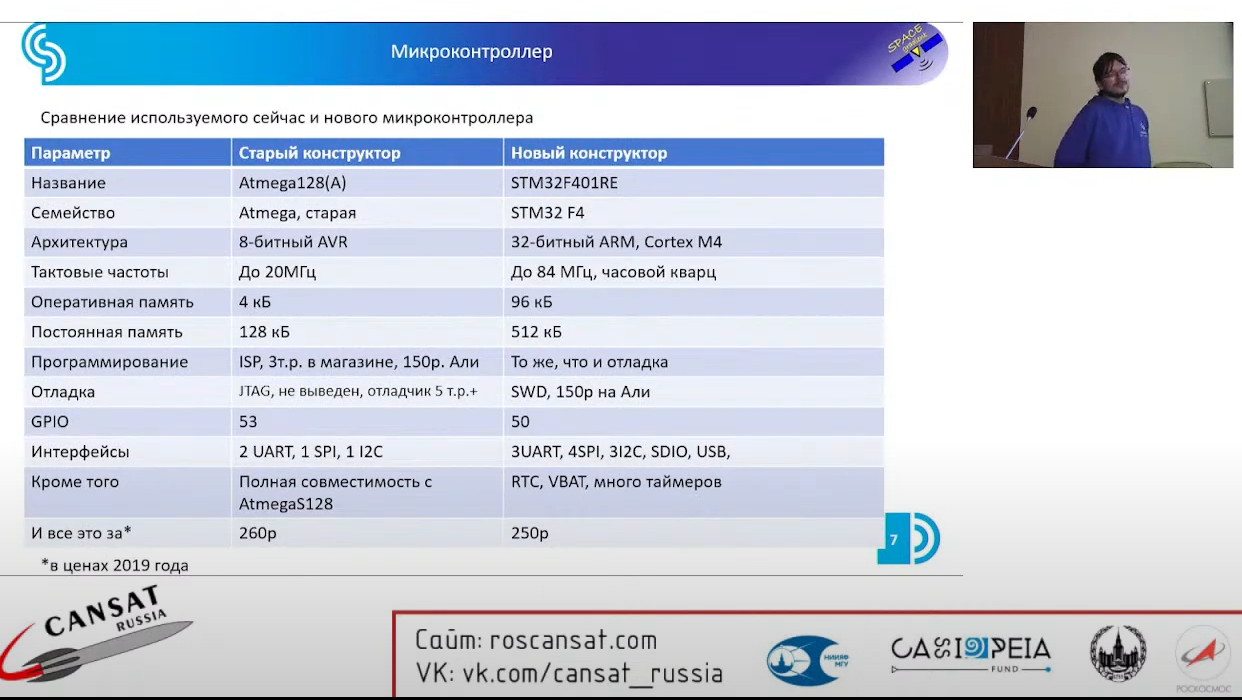 Микроконтроллер
SPACE
Сравнение используемого сейчас и нового микроконтроллера
Параметр Старый конструктор Новый конструктор
Название Atmega128(A) STM32F401RE
Семейство Atmega, старая STM32 F4
Архитектура 8-битный AVR 32-битный ARM, Cortex M4
Тактовые частоты До 20МГц До 84 МГц, часовой кварц
Оперативная память 4 кБ 96 кБ
Постоянная память 128 кБ 512 кБ
Программирование ISP, 3т.р. в магазине, 150р. Али То же, что и отладка
Отладка JTAG, не выведен, отладчик 5 т.р.+ SWD, 150р на Али
GPIO 53 50
Интерфейсы 2 UART, 1 SPI, 1 I2C 3UART, 4SPI, 3I2C, SDIO, USB,
Кроме того Полная совместимость с RTC, VBAT, много таймеров
AtmegaS128
И все это за* 260р 250р
7
*в ценах 2019 года
CANSAT
RUSSIA
Сайт: roscansat.com
VK: vk.com/cansat_russia
НИИЯФ
МГУ
CASIOPEIA
FUND
РОСКОСМОС